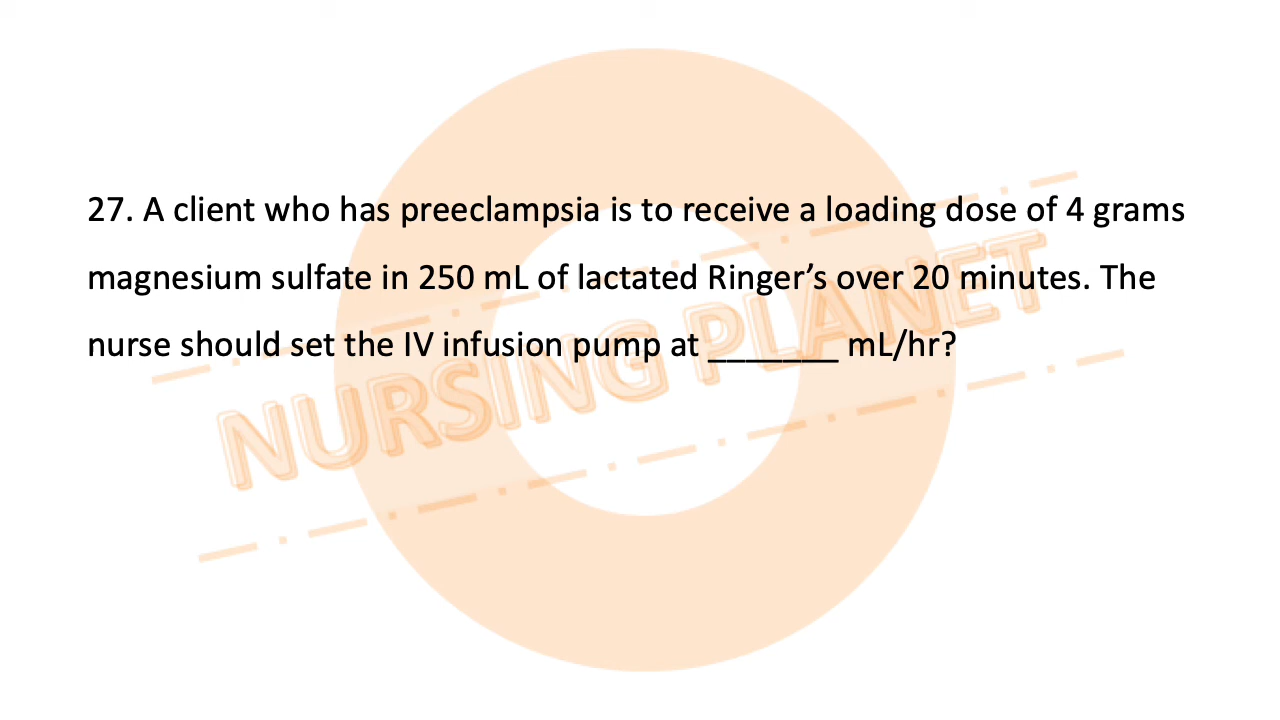 27. A client who has preeclampsia is to receive a loading dose of 4 grams
magnesium sulfate in 250 mL of lactated Ringer’s over 20 minutes. The
nurse should set the IV infusion pump at _______ mL/hr?
NURSING PLANET